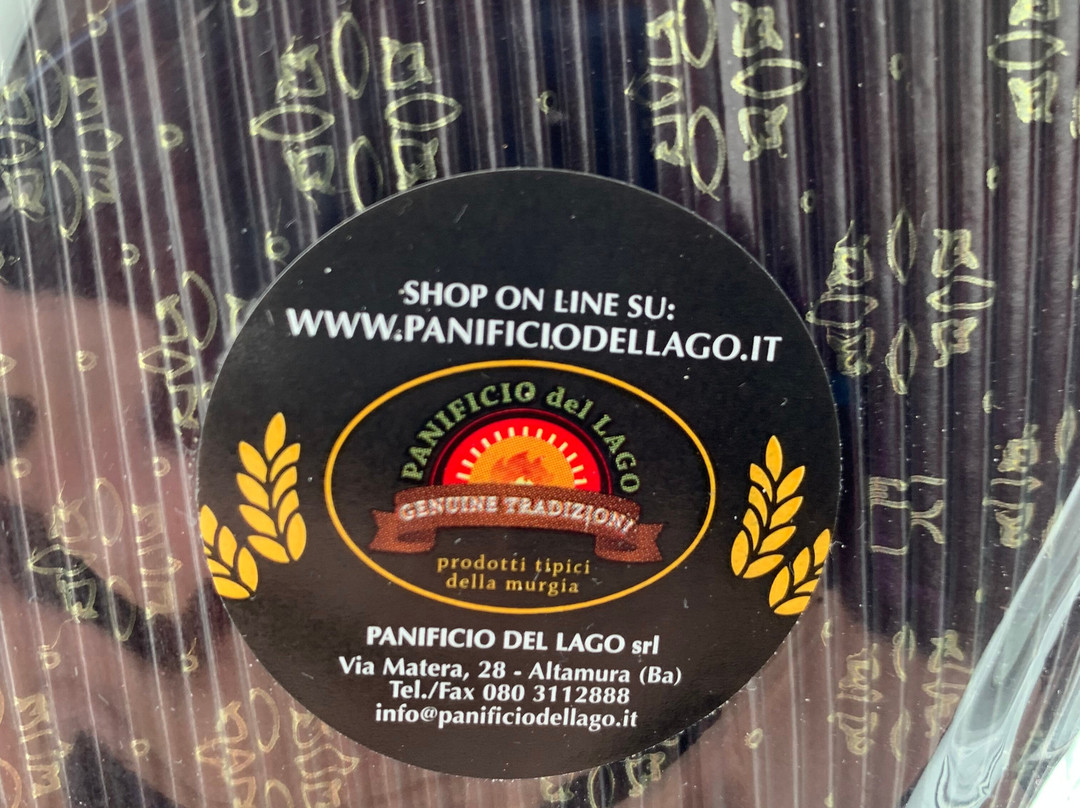 SHOP ON LINE SU:
WWW.PANIFICIODELLAGO.IT
PANIFICIO del LAGO
GENUINE TRADIZIONI
prodotti tipici
della murgia
PANIFICIO DEL LAGO srl
Via Matera, 28 - Altamura (Ba)
Tel./Fax 080 3112888
info@panificiodellago.it